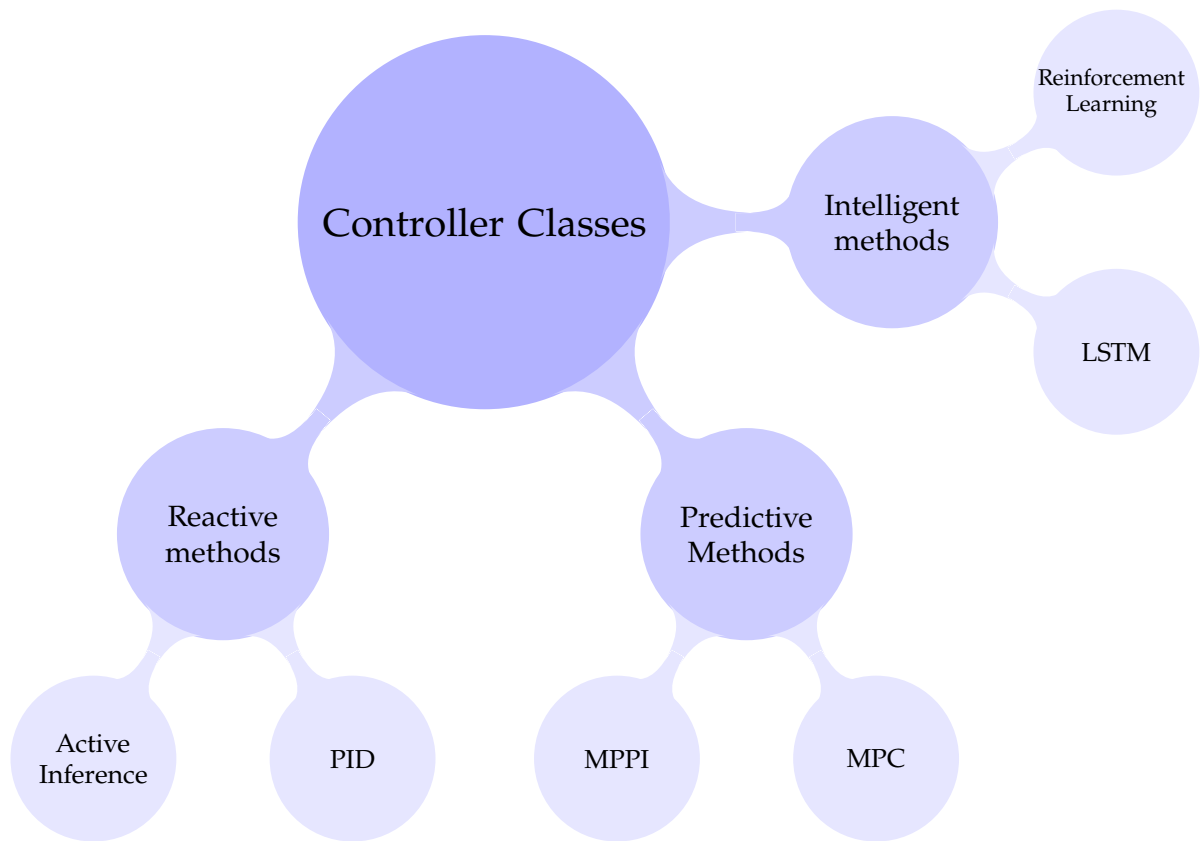 Controller Classes
Intelligent
methods
Reinforcement
Learning
LSTM
Reactive
methods
Active
Inference
PID
Predictive
Methods
MPPI
MPC